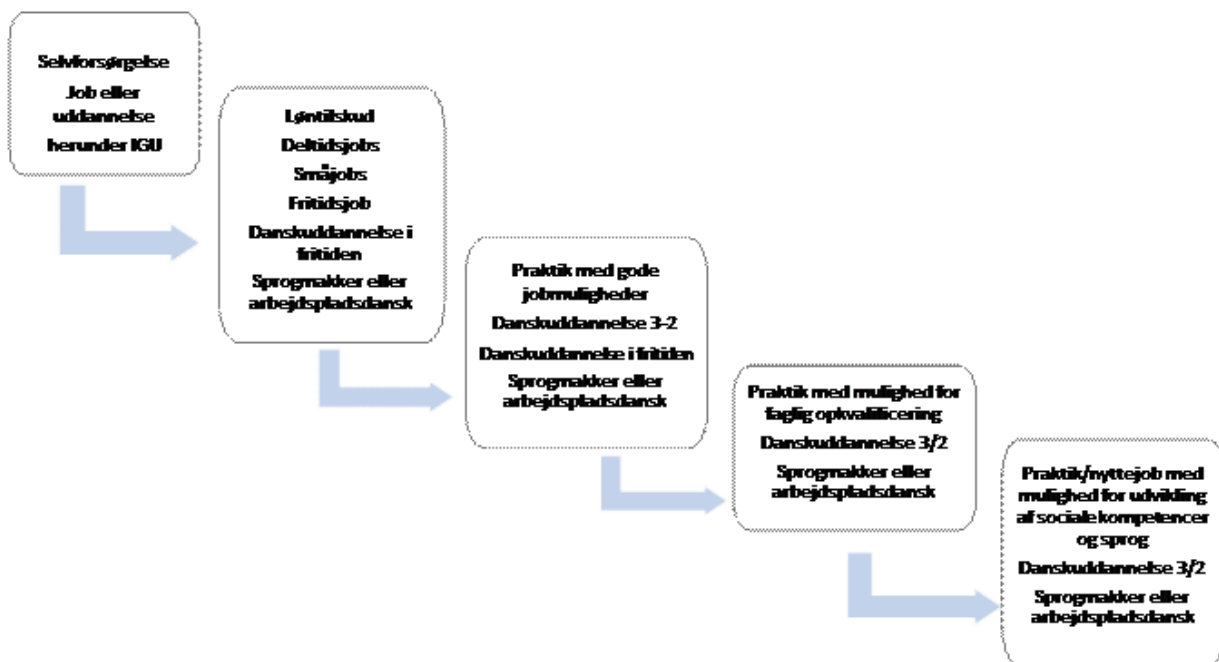 Selvforsørgelse
Job eller
uddannelse
herunder IGU
Løntilskud
Deltidsjobs
Småjobs
Fritidsjob
Danskuddannelse i
fritiden
Sprogmakker eller
arbejdspladsdansk
Praktik med gode
jobmuligheder
Danskuddannelse 3-2
Danskuddannelse i fritiden
Sprogmakker eller
arbejdspladsdansk
Praktik med mulighed for
faglig opkvalificering
Danskuddannelse 3/2
Sprogmakker eller
arbejdspladsdansk
Praktik/nyttejob med
mulighed for udvikling
af sociale kompetencer
og sprog
Danskuddannelse 3/2
Sprogmakker eller
arbejdspladsdansk